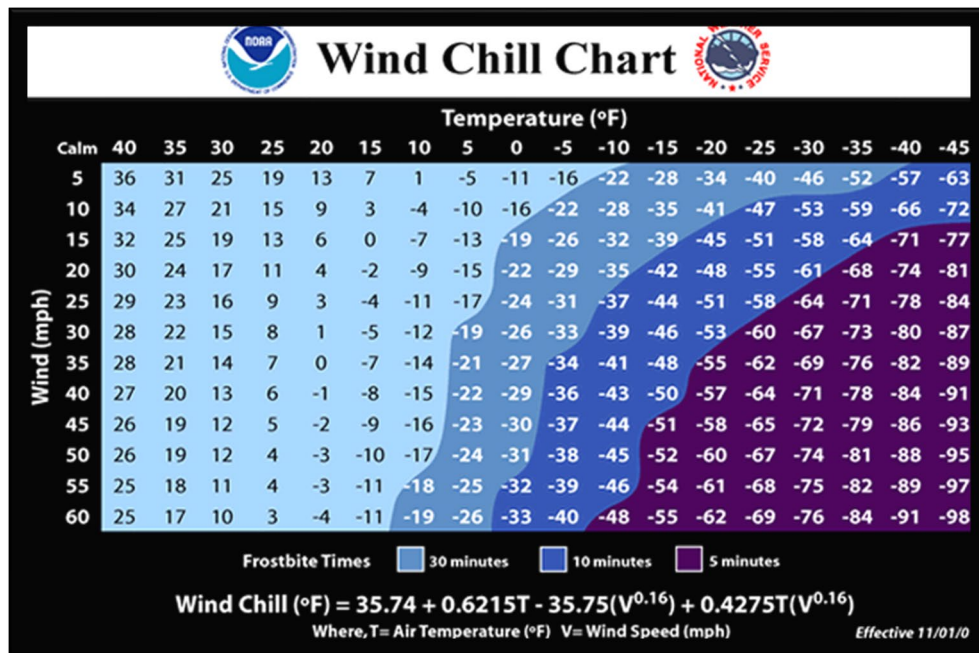 NOAA
Wind Chill Chart
NATIONAL WEATHER SERVICE
Temperature (ºF)
Calm 40 35 30 25 20 15 10 5 0 -5 -10 -15 -20 -25 -30 -35 -40 -45
5 36 31 25 19 13 7 1 -5 -11 -16 -22 -28 -34 -40 -46 -52 -57 -63
10 34 27 21 15 9 3 -4 -10 -16 -22 -28 -35 -41 -47 -53 -59 -66 -72
15 32 25 19 13 6 0 -7 -13 -19 -26 -32 -39 -45 -51 -58 -64 -71 -77
20 30 24 17 11 4 -2 -9 -15 -22 -29 -35 -42 -48 -55 -61 -68 -74 -81
25 29 23 16 9 3 -4 -11 -17 -24 -31 -37 -44 -51 -58 -64 -71 -78 -84
30 28 22 15 8 1 -5 -12 -19 -26 -33 -39 -46 -53 -60 -67 -73 -80 -87
35 28 21 14 7 0 -7 -14 -21 -27 -34 -41 -48 -55 -62 -69 -76 -82 -89
40 27 20 13 6 -1 -8 -15 -22 -29 -36 -43 -50 -57 -64 -71 -78 -84 -91
45 26 19 12 5 -2 -9 -16 -23 -30 -37 -44 -51 -58 -65 -72 -79 -86 -93
50 26 19 12 4 -3 -10 -17 -24 -31 -38 -45 -52 -60 -67 -74 -81 -88 -95
55 25 18 11 4 -3 -11 -18 -25 -32 -39 -46 -54 -61 -68 -75 -82 -89 -97
60 25 17 10 3 -4 -11 -19 -26 -33 -40 -48 -55 -62 -69 -76 -84 -91 -98
Wind (mph)
Frostbite Times 30 minutes 10 minutes 5 minutes
Wind Chill (ºF) = 35.74 + 0.6215T - 35.75(V^0.16) + 0.4275T(V^0.16)
Where, T= Air Temperature (ºF) V= Wind Speed (mph)
Effective 11/01/0